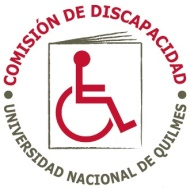 COMISIÓN DE DISCAPACIDAD
• UNIVERSIDAD NACIONAL DE QUILMES •